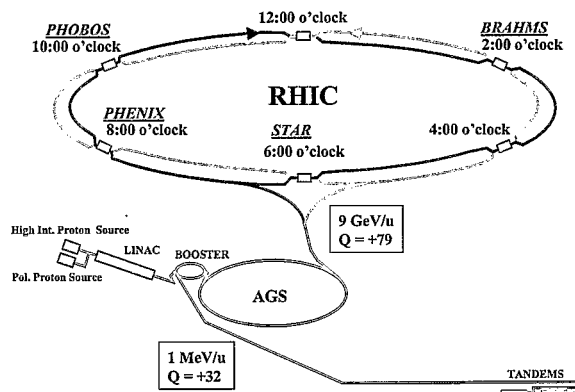 12:00 o'clock
PHOBOS
10:00 o'clock
BRAHMS
2:00 o'clock
RHIC
PHENIX
8:00 o'clock
STAR
6:00 o'clock
4:00 o'clock
9 GeV/u
Q = +79
High Int. Proton Source
LINAC
BOOSTER
Pol. Proton Source
AGS
1 MeV/u
Q = +32
TANDEMS